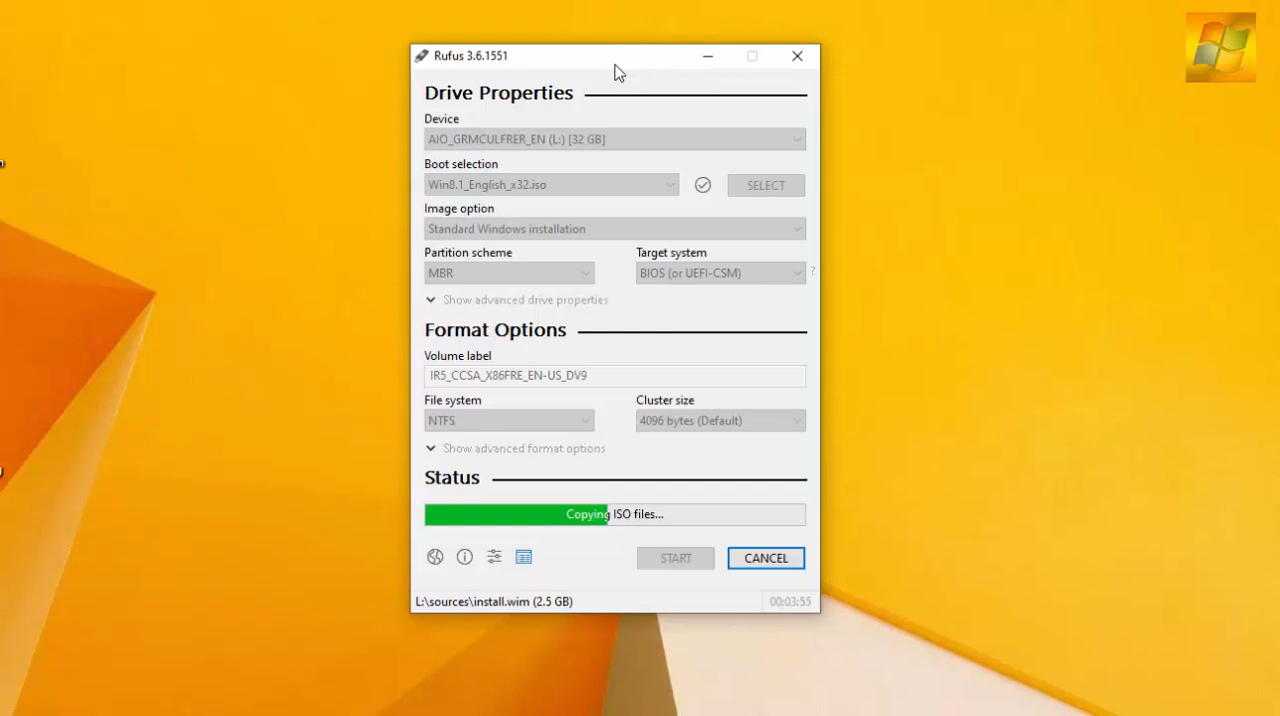 Rufus 3.6.1551
Drive Properties
Device
AIO_GRMCULFRER_EN (L:) [32 GB]
Boot selection
Win8.1_English_x32.iso
SELECT
Image option
Standard Windows installation
Partition scheme
Target system
MBR
BIOS (or UEFI-CSM)
?
Show advanced drive properties
Format Options
Volume label
IR5_CCSA_X86FRE_EN-US_DV9
File system
Cluster size
NTFS
4096 bytes (Default)
Show advanced format options
Status
Copying ISO files...
START
CANCEL
L:\sources\install.wim (2.5 GB)
00:03:55